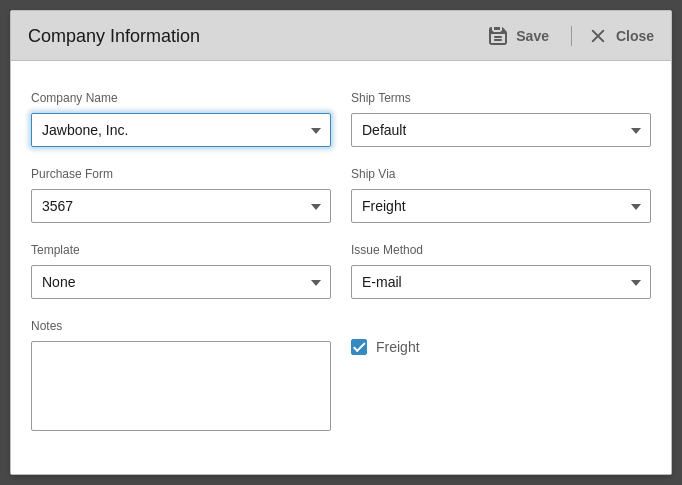 Company Information
Save
Close
Company Name
Ship Terms
Jawbone, Inc.
Default
Purchase Form
Ship Via
3567
Freight
Template
Issue Method
None
E-mail
Notes
Freight